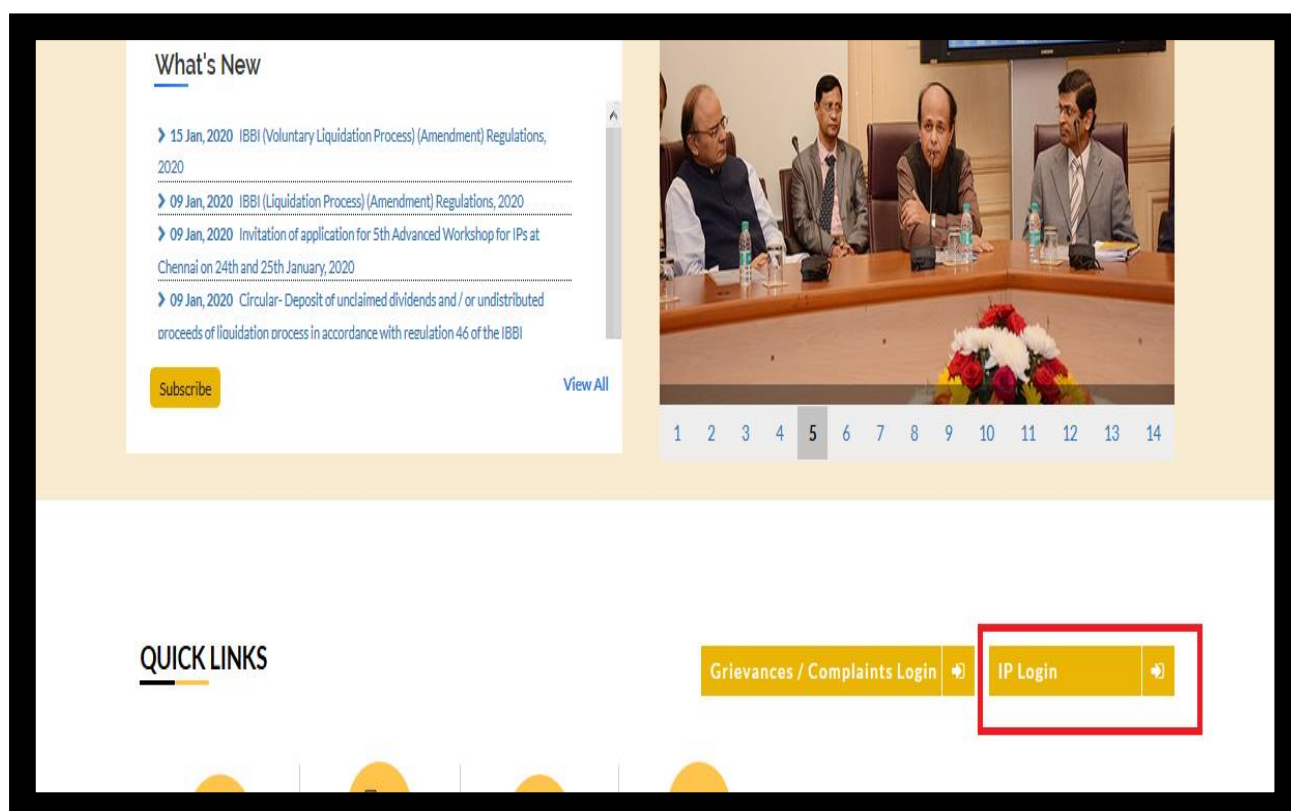 What's New
15 Jan, 2020 IBBI (Voluntary Liquidation Process) (Amendment) Regulations,
2020
09 Jan, 2020 IBBI (Liquidation Process) (Amendment) Regulations, 2020
09 Jan, 2020 Invitation of application for 5th Advanced Workshop for IPs at
Chennai on 24th and 25th January, 2020
09 Jan, 2020 Circular- Deposit of unclaimed dividends and / or undistributed
proceeds of liquidation process in accordance with regulation 46 of the IBBI
Subscribe
View All
1 2 3 4 5 6 7 8 9 10 11 12 13 14
QUICK LINKS
Grievances / Complaints Login
IP Login